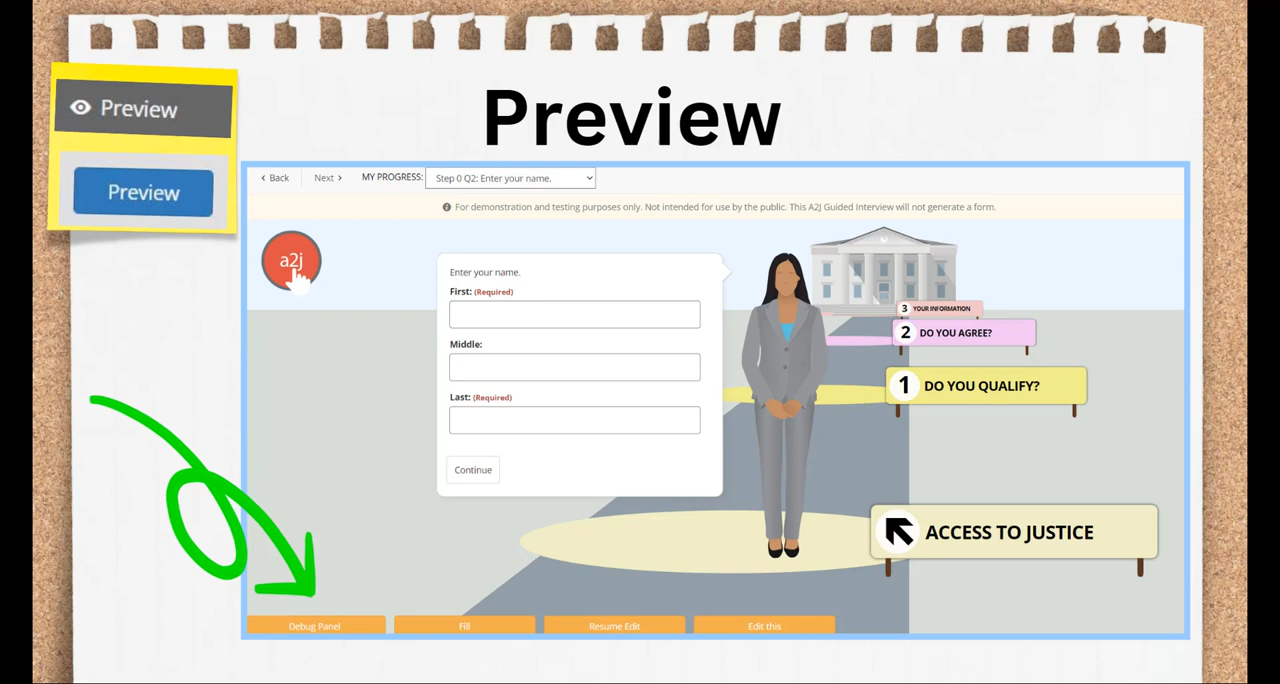 Preview
Preview
Preview
Back
Next
MY PROGRESS:
Step 0 Q2: Enter your name.
For demonstration and testing purposes only. Not intended for use by the public. This A2J Guided Interview will not generate a form.
a2j
Enter your name.
First: (Required)
Middle:
Last: (Required)
Continue
3 YOUR INFORMATION
2 DO YOU AGREE?
1 DO YOU QUALIFY?
ACCESS TO JUSTICE
Debug Panel
Fill
Resume Edit
Edit this